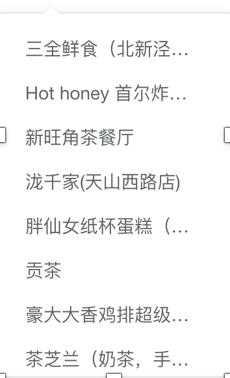 三全鲜食（北新泾…
Hot honey 首尔炸…
新旺角茶餐厅
泷千家(天山西路店)
胖仙女纸杯蛋糕（…
贡茶
豪大大香鸡排超级…
茶芝兰（奶茶，手…